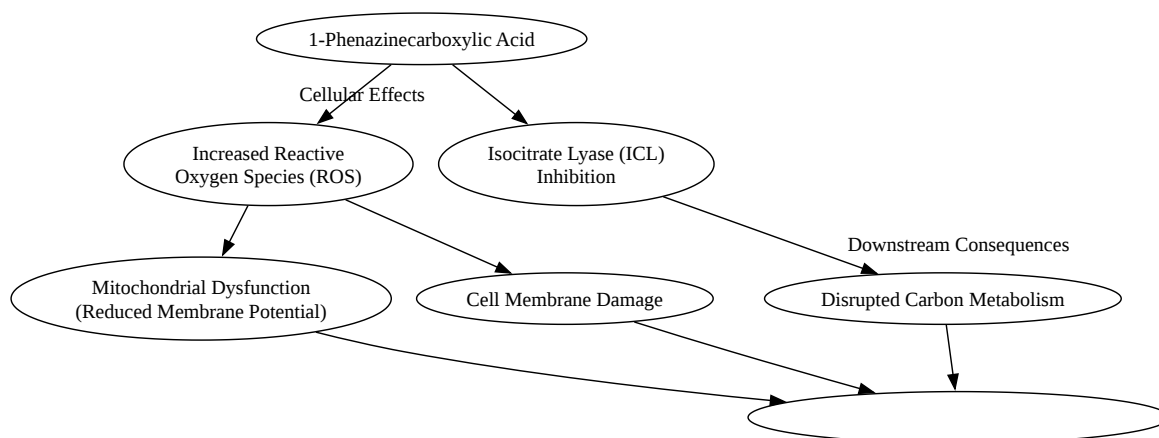 1-Phenazinecarboxylic Acid
Cellular Effects
Increased Reactive
Oxygen Species (ROS)
Isocitrate Lyase (ICL)
Inhibition
Downstream Consequences
Mitochondrial Dysfunction
(Reduced Membrane Potential)
Cell Membrane Damage
Disrupted Carbon Metabolism